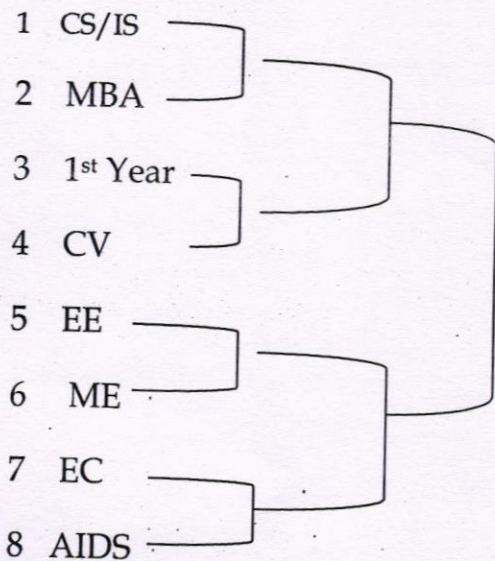 1 CS/IS
2 MBA
3 1st Year
4 CV
5 EE
6 ME
7 EC
8 AIDS